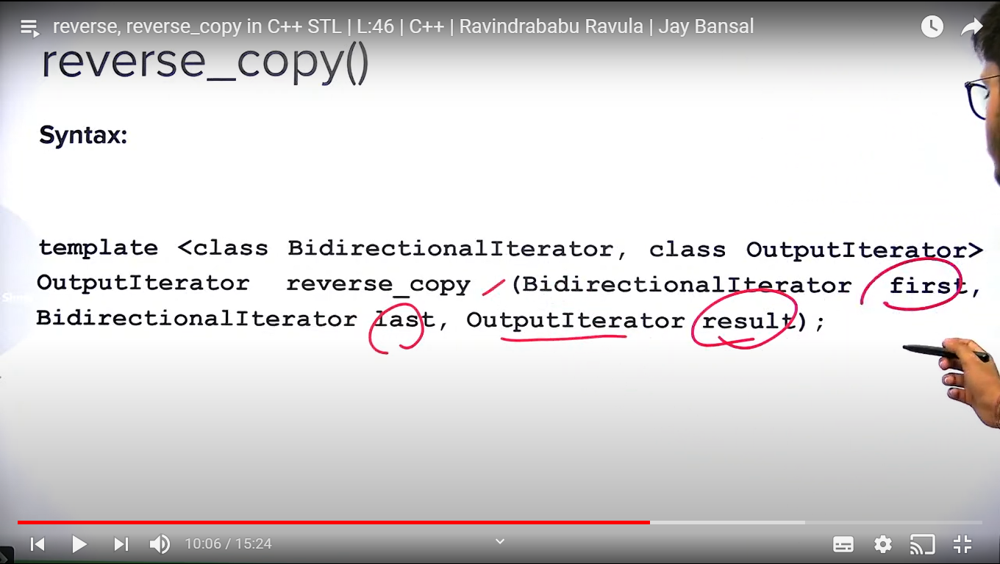 reverse, reverse_copy in C++ STL | L:46 | C++ | Ravindrababu Ravula | Jay Bansal
reverse_copy()
Syntax:
template <class BidirectionalIterator, class OutputIterator>
OutputIterator reverse_copy (BidirectionalIterator first,
BidirectionalIterator last, OutputIterator result);
10:06 / 15:24